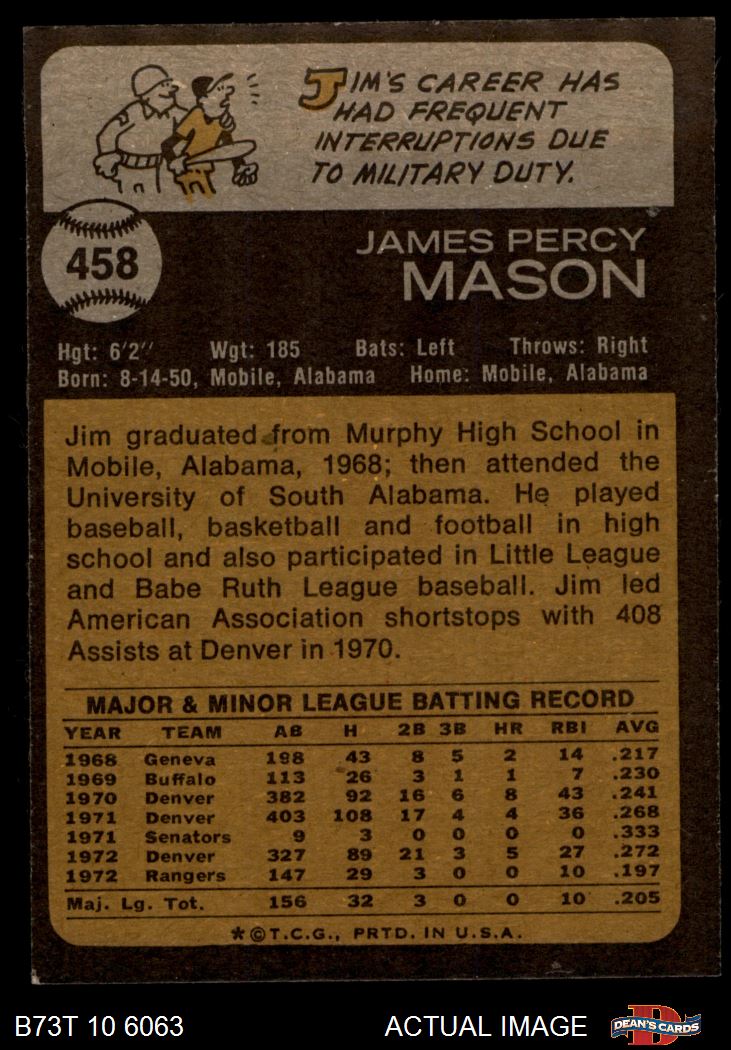 JIM'S CAREER HAS
HAD FREQUENT
INTERRUPTIONS DUE
TO MILITARY DUTY.
458
JAMES PERCY
MASON
Hgt: 6'2" Wgt: 185 Bats: Left Throws: Right
Born: 8-14-50, Mobile, Alabama Home: Mobile, Alabama
Jim graduated from Murphy High School in
Mobile, Alabama, 1968; then attended the
University of South Alabama. He played
baseball, basketball and football in high
school and also participated in Little League
and Babe Ruth League baseball. Jim led
American Association shortstops with 408
Assists at Denver in 1970.
MAJOR & MINOR LEAGUE BATTING RECORD
YEAR TEAM AB H 2B 3B HR RBI AVG
1968 Geneva 198 43 8 5 2 14 .217
1969 Buffalo 113 26 3 1 1 7 .230
1970 Denver 382 92 16 6 8 43 .241
1971 Denver 403 108 17 4 4 36 .268
1971 Senators 9 3 0 0 0 0 .333
1972 Denver 327 89 21 3 5 27 .272
1972 Rangers 147 29 3 0 0 10 .197
Maj. Lg. Tot. 156 32 3 0 0 10 .205
*©T.C.G., PRTD. IN U.S.A.
B73T 10 6063 ACTUAL IMAGE DEAN'S CARDS